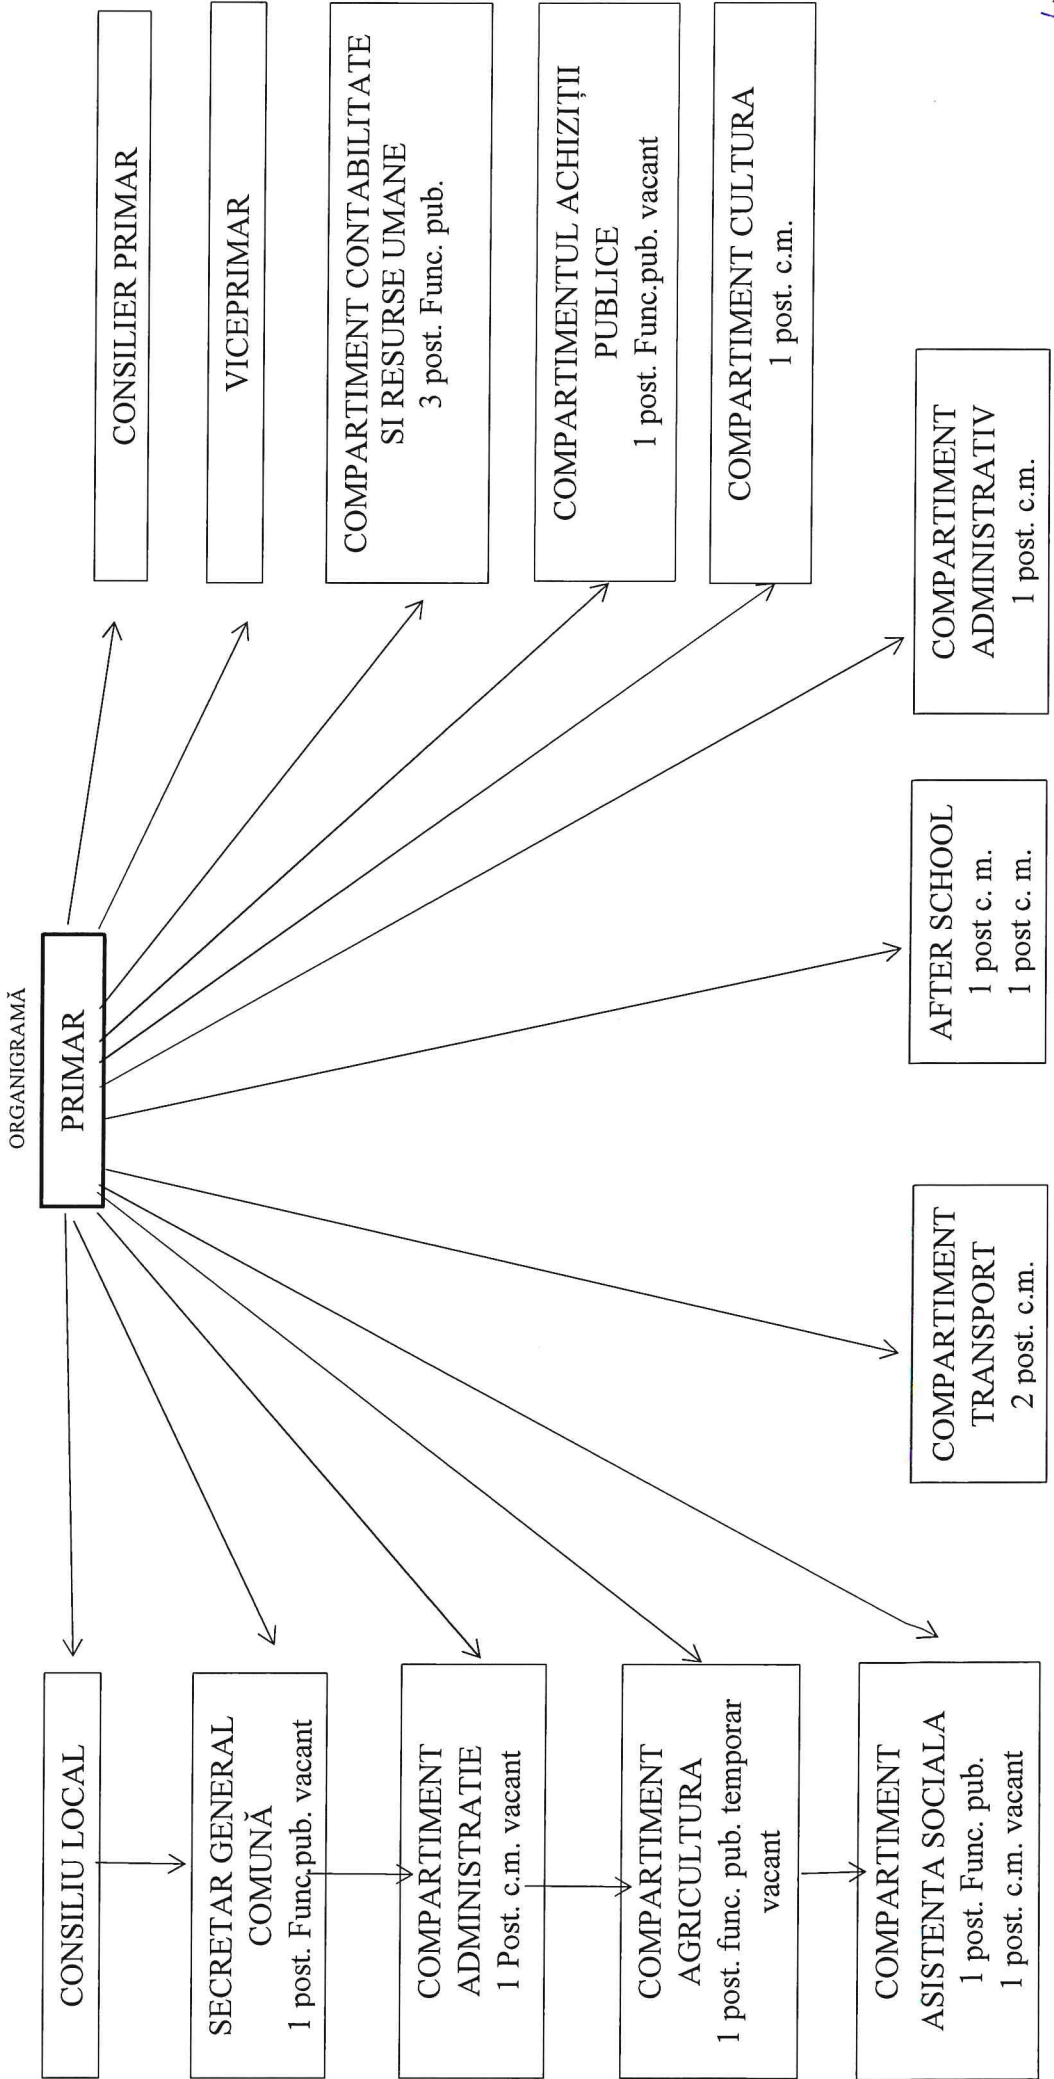 ORGANIGRAMĂ
PRIMAR
CONSILIU LOCAL
SECRETAR GENERAL
COMUNĂ
1 post. Func.pub. vacant
COMPARTIMENT
ADMINISTRATIE
1 Post. c.m. vacant
COMPARTIMENT
AGRICULTURA
1 post. func. pub. temporar
vacant
COMPARTIMENT
ASISTENTA SOCIALA
1 post. Func. pub.
1 post. c.m. vacant
COMPARTIMENT
TRANSPORT
2 post. c.m.
AFTER SCHOOL
1 post c. m.
1 post c. m.
COMPARTIMENT
ADMINISTRATIV
1 post. c.m.
CONSILIER PRIMAR
VICEPRIMAR
COMPARTIMENT CONTABILITATE
SI RESURSE UMANE
3 post. Func. pub.
COMPARTIMENTUL ACHIZIȚII
PUBLICE
1 post. Func.pub. vacant
COMPARTIMENT CULTURA
1 post. c.m.